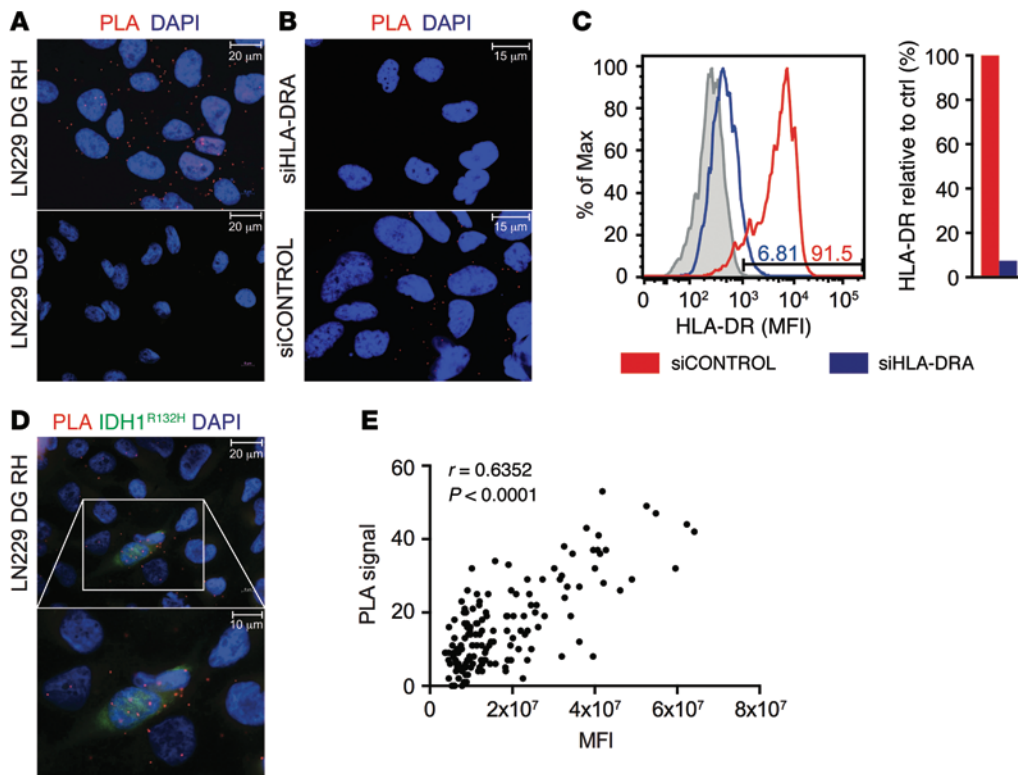 A
PLA DAPI
20 μm
LN229 DG RH
20 μm
LN229 DG
B
PLA DAPI
15 μm
siHLA-DRA
15 μm
siCONTROL
C
% of Max
100
80
60
40
20
0
6.81 91.5
0 10² 10³ 10⁴ 10⁵
HLA-DR (MFI)
HLA-DR relative to ctrl (%)
100
80
60
40
20
0
siCONTROL siHLA-DRA
D
PLA IDH1R132H DAPI
LN229 DG RH
20 μm
10 μm
E
r = 0.6352
P < 0.0001
PLA signal
60
40
20
0
0 2x10⁷ 4x10⁷ 6x10⁷ 8x10⁷
MFI